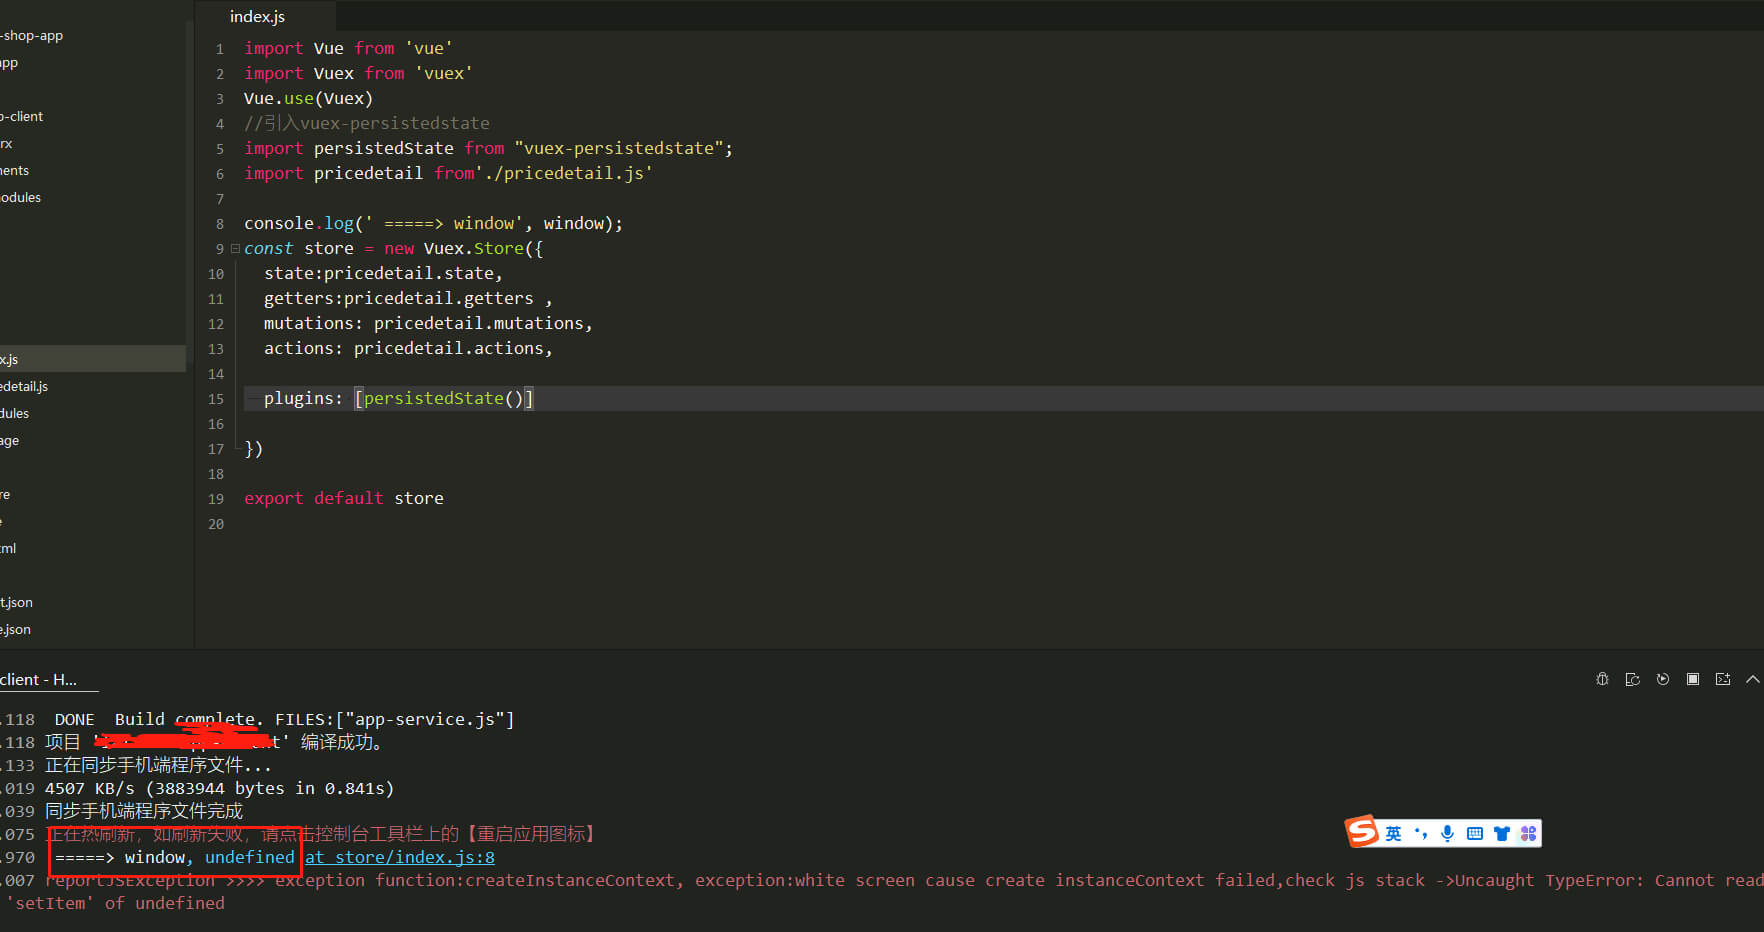 index.js
-shop-app
app
p-client
rx
nents
nodules
x.js
edetail.js
dules
age
re
e
ml
t.json
e.json
1 import Vue from 'vue'
2 import Vuex from 'vuex'
3 Vue.use(Vuex)
4 //引入vuex-persistedstate
5 import persistedState from "vuex-persistedstate";
6 import pricedetail from'./pricedetail.js'
7
8 console.log(' =====> window', window);
9 const store = new Vuex.Store({
10 state:pricedetail.state,
11 getters:pricedetail.getters ,
12 mutations: pricedetail.mutations,
13 actions: pricedetail.actions,
14
15 plugins: [persistedState()]
16
17 })
18
19 export default store
20
client - H...
.118 DONE Build complete. FILES:["app-service.js"]
.118 项目 ' t' 编译成功。
.133 正在同步手机端程序文件...
.019 4507 KB/s (3883944 bytes in 0.841s)
.039 同步手机端程序文件完成
.075 正在热刷新，如刷新失败，请点击控制台工具栏上的【重启应用图标】
.970 =====> window, undefined at store/index.js:8
.007 reportJSException >>>> exception function:createInstanceContext, exception:white screen cause create instanceContext failed,check js stack ->Uncaught TypeError: Cannot read
'setItem' of undefined
S 英